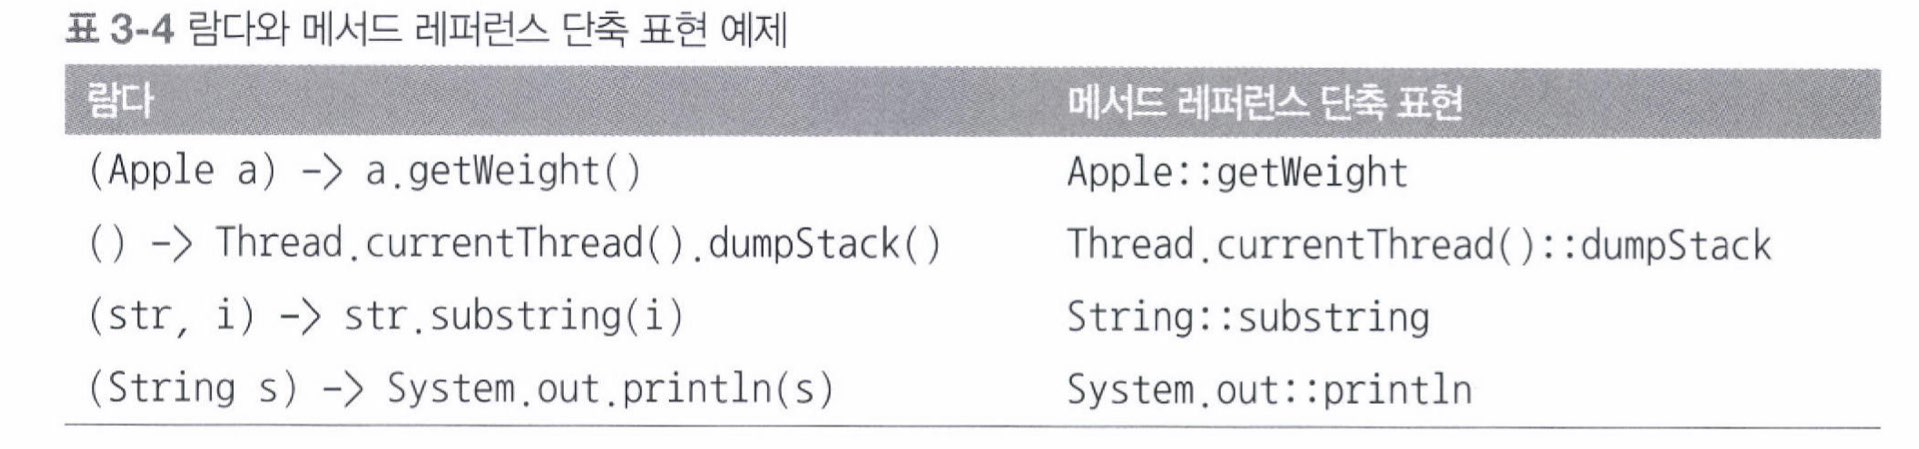 표 3-4 람다와 메서드 레퍼런스 단축 표현 예제
람다 메서드 레퍼런스 단축 표현
(Apple a) -> a.getWeight() Apple::getWeight
() -> Thread.currentThread().dumpStack() Thread.currentThread()::dumpStack
(str, i) -> str.substring(i) String::substring
(String s) -> System.out.println(s) System.out::println